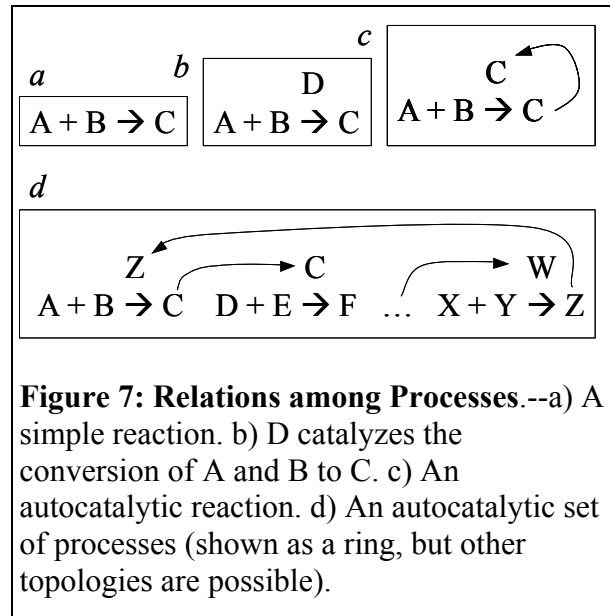 a
A + B → C
b
D
A + B → C
c
C
A + B → C
d
Z C W
A + B → C D + E → F ... X + Y → Z
Figure 7: Relations among Processes.--a) A
simple reaction. b) D catalyzes the
conversion of A and B to C. c) An
autocatalytic reaction. d) An autocatalytic set
of processes (shown as a ring, but other
topologies are possible).